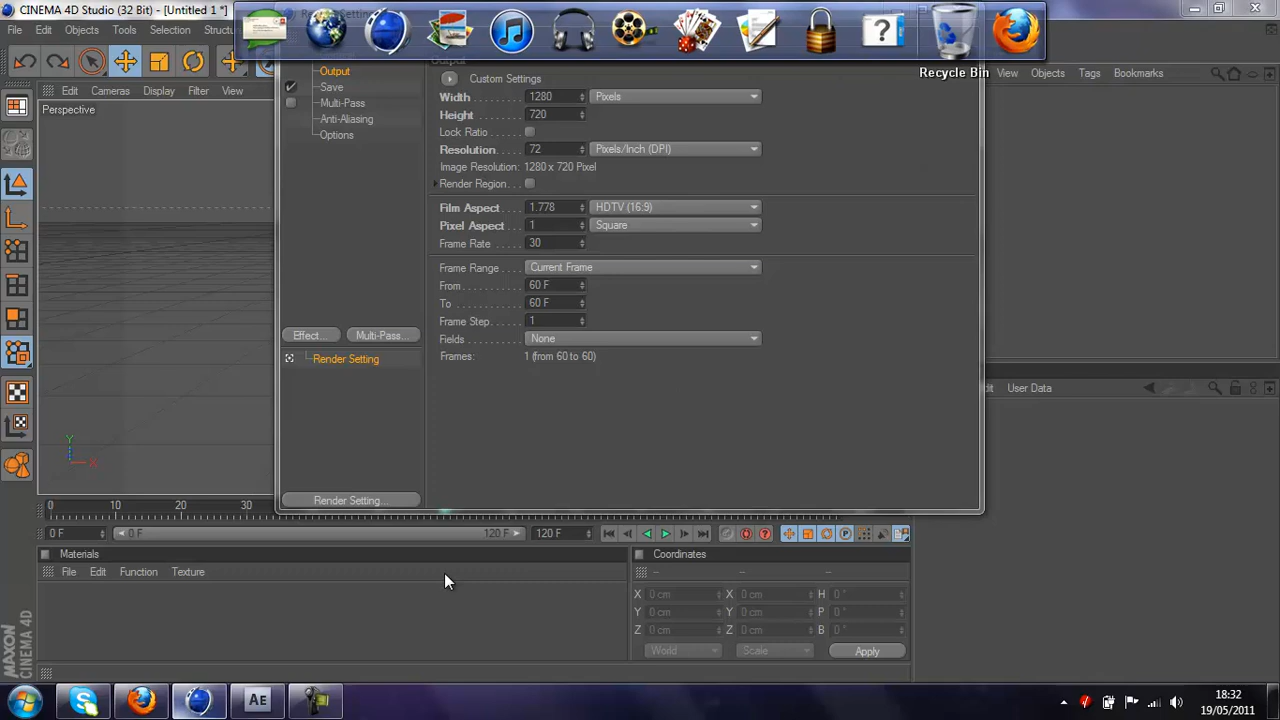 CINEMA 4D Studio (32 Bit) - [Untitled 1 *]
File Edit Objects Tools Selection
Recycle Bin
View Objects Tags Bookmarks
Edit Cameras Display Filter View
Perspective
Output
Save
Multi-Pass
Anti-Aliasing
Options
Effect... Multi-Pass...
Render Setting
Render Setting...
Custom Settings
Width 1280 Pixels
Height 720
Lock Ratio
Resolution 72 Pixels/Inch (DPI)
Image Resolution: 1280 x 720 Pixel
Render Region
Film Aspect 1.778 HDTV (16:9)
Pixel Aspect 1 Square
Frame Rate 30
Frame Range Current Frame
From 60 F
To 60 F
Frame Step 1
Fields None
Frames: 1 (from 60 to 60)
User Data
Y
X
0 10 20 30
0 F 0 F 120 F 120 F
Materials
File Edit Function Texture
Coordinates
-- -- --
X 0 cm X 0 cm H 0 °
Y 0 cm Y 0 cm P 0 °
Z 0 cm Z 0 cm B 0 °
World Scale Apply
MAXON
CINEMA 4D
Ae
18:32
19/05/2011